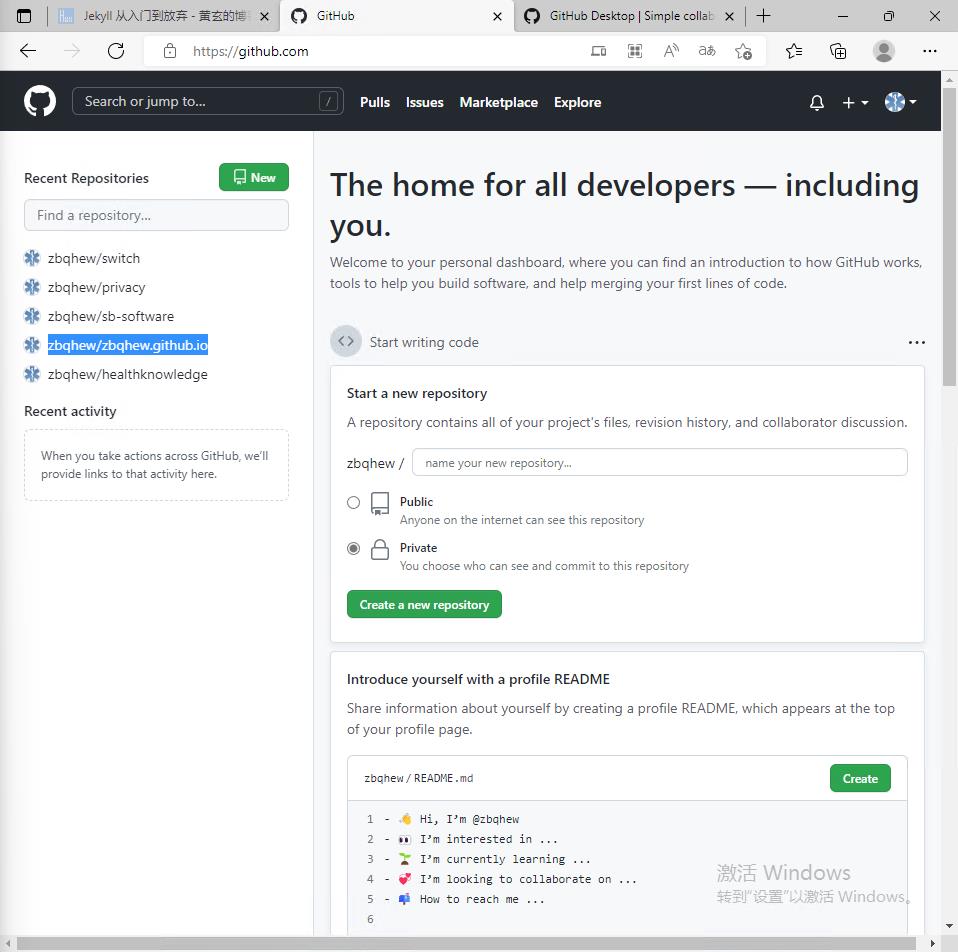 Jekyll 从入门到放弃 - 黄玄的博
GitHub
GitHub Desktop | Simple collab
https://github.com
Search or jump to...
/
Pulls
Issues
Marketplace
Explore
Recent Repositories
New
Find a repository...
zbqhew/switch
zbqhew/privacy
zbqhew/sb-software
zbqhew/zbqhew.github.io
zbqhew/healthknowledge
Recent activity
When you take actions across GitHub, we'll
provide links to that activity here.
The home for all developers — including
you.
Welcome to your personal dashboard, where you can find an introduction to how GitHub works,
tools to help you build software, and help merging your first lines of code.
Start writing code
Start a new repository
A repository contains all of your project's files, revision history, and collaborator discussion.
zbqhew /
name your new repository...
Public
Anyone on the internet can see this repository
Private
You choose who can see and commit to this repository
Create a new repository
Introduce yourself with a profile README
Share information about yourself by creating a profile README, which appears at the top
of your profile page.
zbqhew / README.md
Create
1 - 👋 Hi, I'm @zbqhew
2 - 👀 I'm interested in ...
3 - 🌱 I'm currently learning ...
4 - 💞️ I'm looking to collaborate on ...
5 - 📫 How to reach me ...
6
激活 Windows
转到"设置"以激活 Windows。